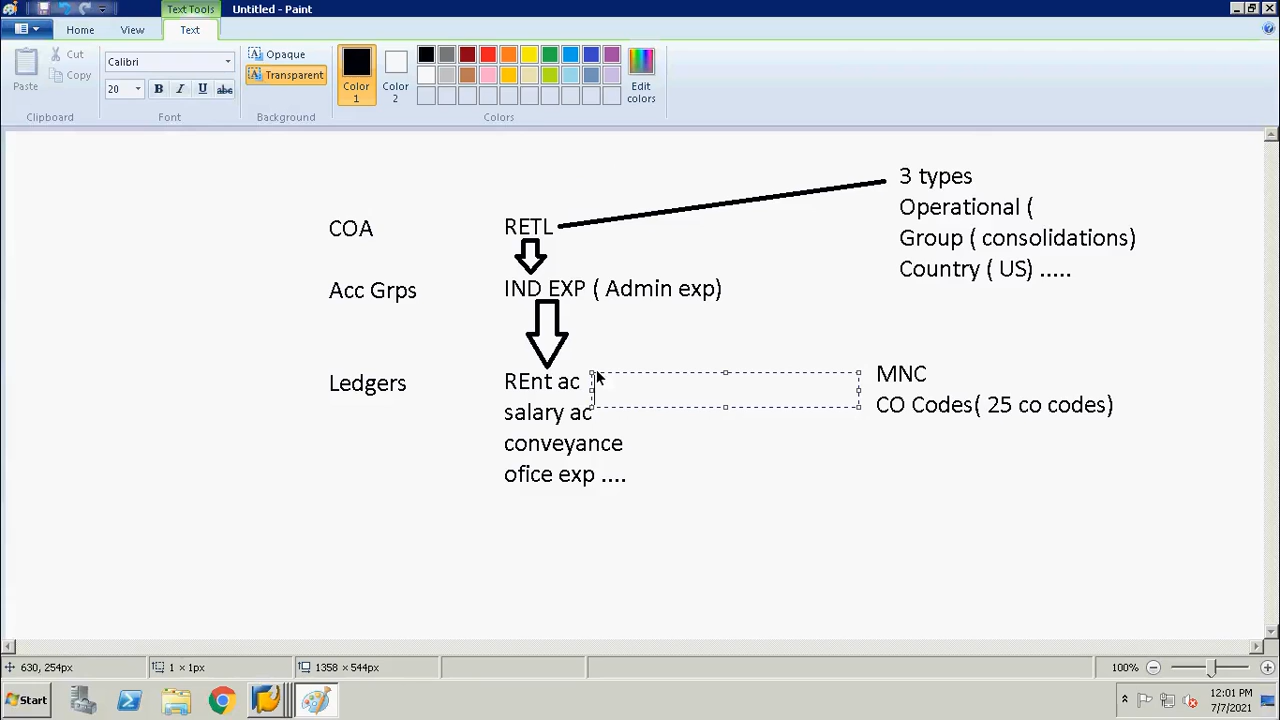 Text Tools
Untitled - Paint
Home
View
Text
Paste
Cut
Copy
Clipboard
Calibri
20
B
I
U
abc
Font
Opaque
Transparent
Background
Color 1
Color 2
Edit colors
Colors
3 types
Operational (
Group ( consolidations)
Country ( US) .....
COA
RETL
Acc Grps
IND EXP ( Admin exp)
Ledgers
REnt ac
salary ac
conveyance
ofice exp ....
MNC
CO Codes( 25 co codes)
630, 254px
1 × 1px
1358 × 544px
100%
Start
12:01 PM
7/7/2021